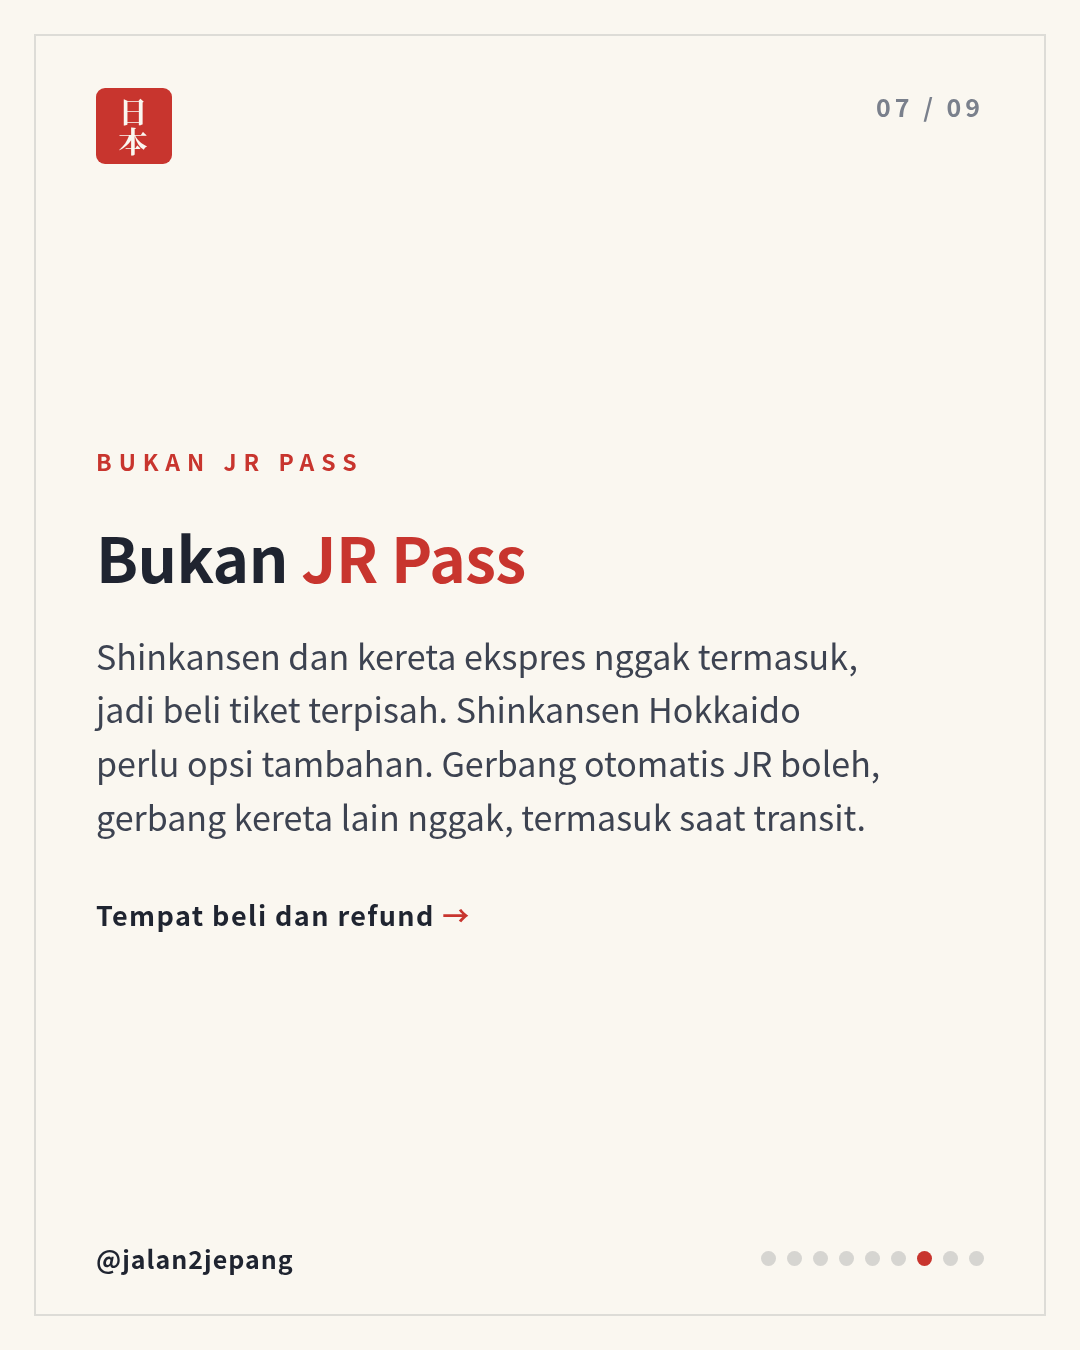 日本
07 / 09
BUKAN JR PASS
Bukan JR Pass
Shinkansen dan kereta ekspres nggak termasuk,
jadi beli tiket terpisah. Shinkansen Hokkaido
perlu opsi tambahan. Gerbang otomatis JR boleh,
gerbang kereta lain nggak, termasuk saat transit.
Tempat beli dan refund →
@jalan2jepang